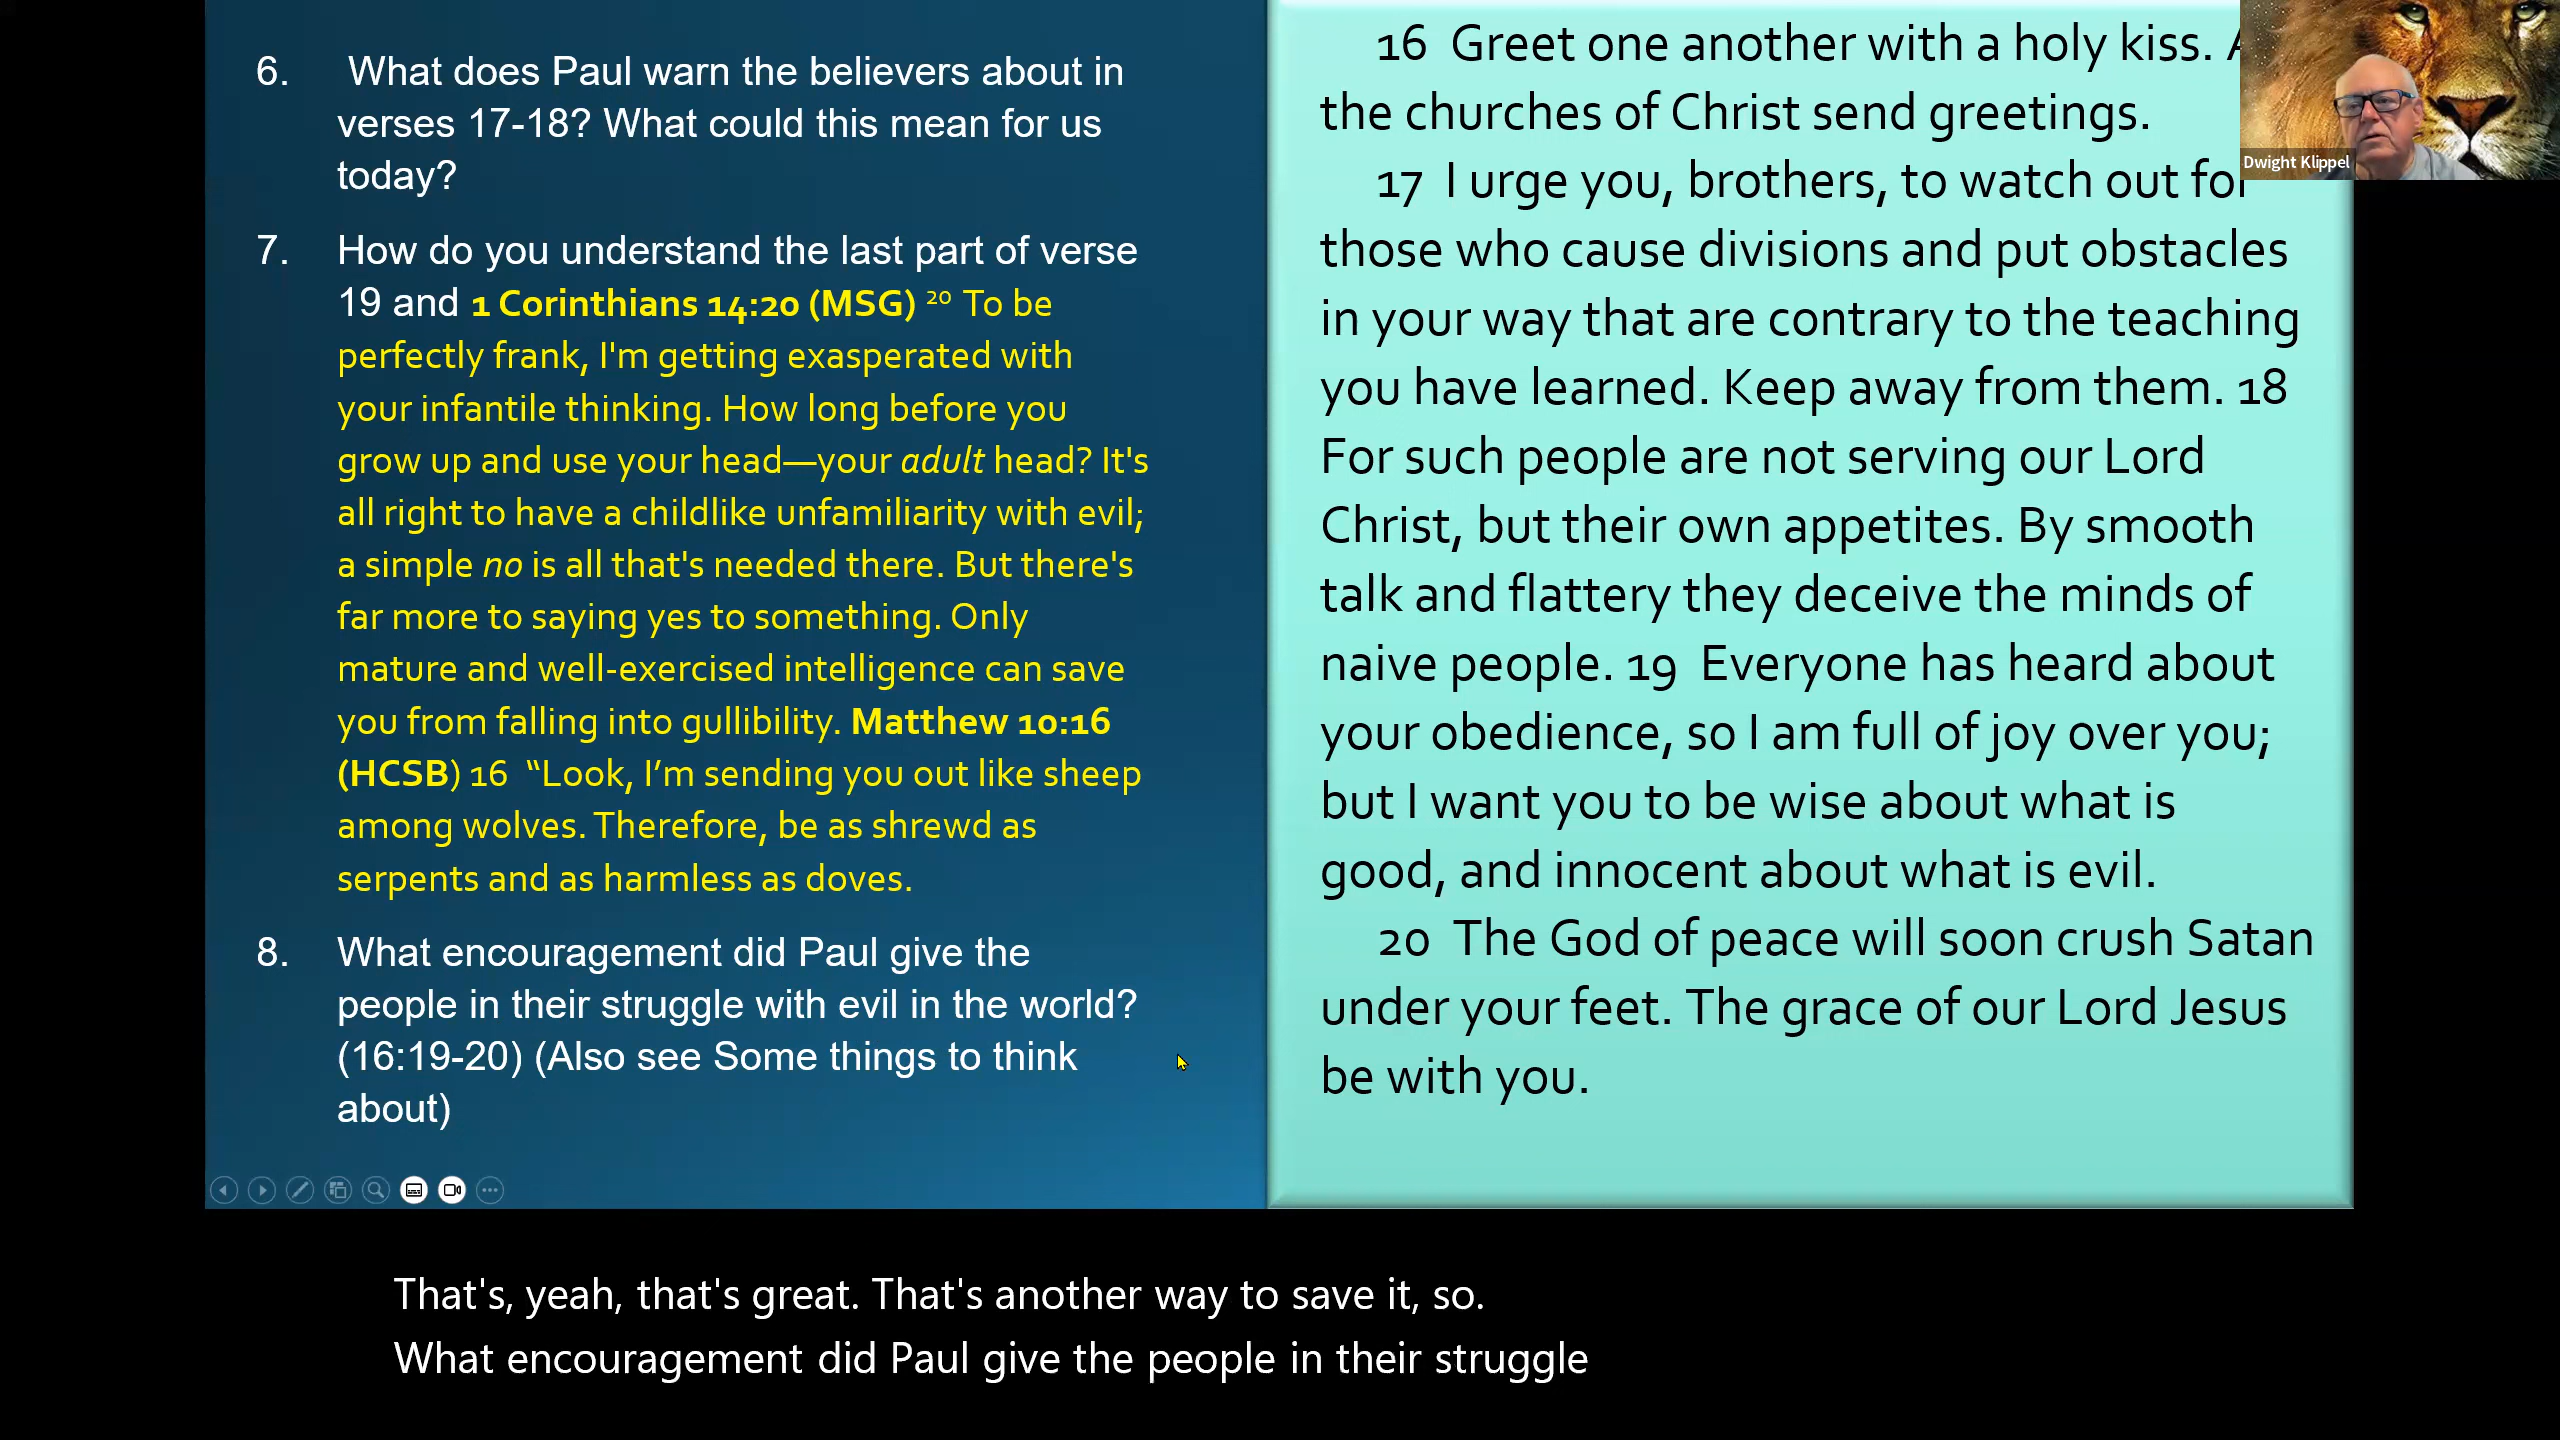 6. What does Paul warn the believers about in
verses 17-18? What could this mean for us
today?
7. How do you understand the last part of verse
19 and 1 Corinthians 14:20 (MSG) 20 To be
perfectly frank, I'm getting exasperated with
your infantile thinking. How long before you
grow up and use your head—your adult head? It's
all right to have a childlike unfamiliarity with evil;
a simple no is all that's needed there. But there's
far more to saying yes to something. Only
mature and well-exercised intelligence can save
you from falling into gullibility. Matthew 10:16
(HCSB) 16 “Look, I’m sending you out like sheep
among wolves. Therefore, be as shrewd as
serpents and as harmless as doves.
8. What encouragement did Paul give the
people in their struggle with evil in the world?
(16:19-20) (Also see Some things to think
about)
16 Greet one another with a holy kiss.
the churches of Christ send greetings.
17 I urge you, brothers, to watch out for
those who cause divisions and put obstacles
in your way that are contrary to the teaching
you have learned. Keep away from them. 18
For such people are not serving our Lord
Christ, but their own appetites. By smooth
talk and flattery they deceive the minds of
naive people. 19 Everyone has heard about
your obedience, so I am full of joy over you;
but I want you to be wise about what is
good, and innocent about what is evil.
20 The God of peace will soon crush Satan
under your feet. The grace of our Lord Jesus
be with you.
Dwight Klippel
That's, yeah, that's great. That's another way to save it, so.
What encouragement did Paul give the people in their struggle